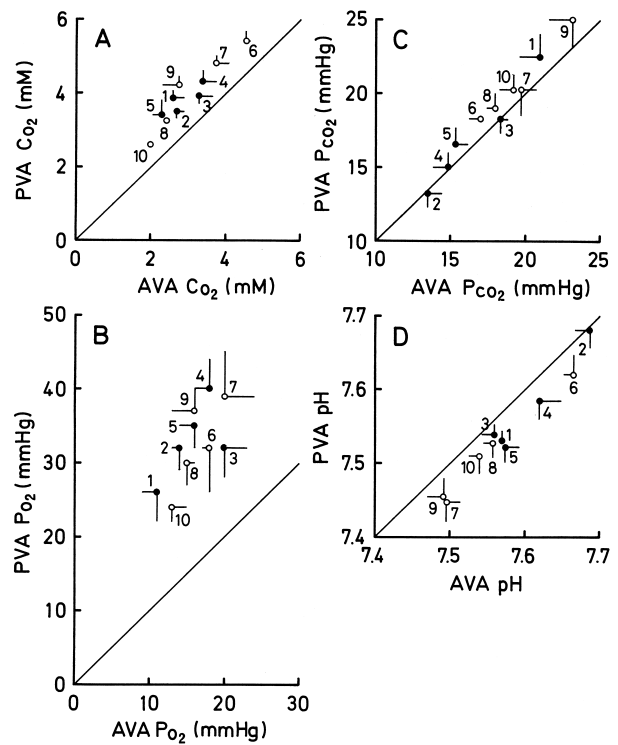 A
PVA Co₂ (mM)
6
4
2
0
0 2 4 6
AVA Co₂ (mM)
9 7 6
1 4
5 3
2
8
10
C
PVA Pco₂ (mmHg)
25
20
15
10
10 15 20 25
AVA Pco₂ (mmHg)
9
1
10 7
8
6
3
5
4
2
B
PVA Po₂ (mmHg)
50
40
30
20
10
0
0 10 20 30
AVA Po₂ (mmHg)
4 7
9
5
2 6
3
8
1
10
D
PVA pH
7.7
7.6
7.5
7.4
7.4 7.5 7.6 7.7
AVA pH
2
6
4
3 1
5
10 8
9 7